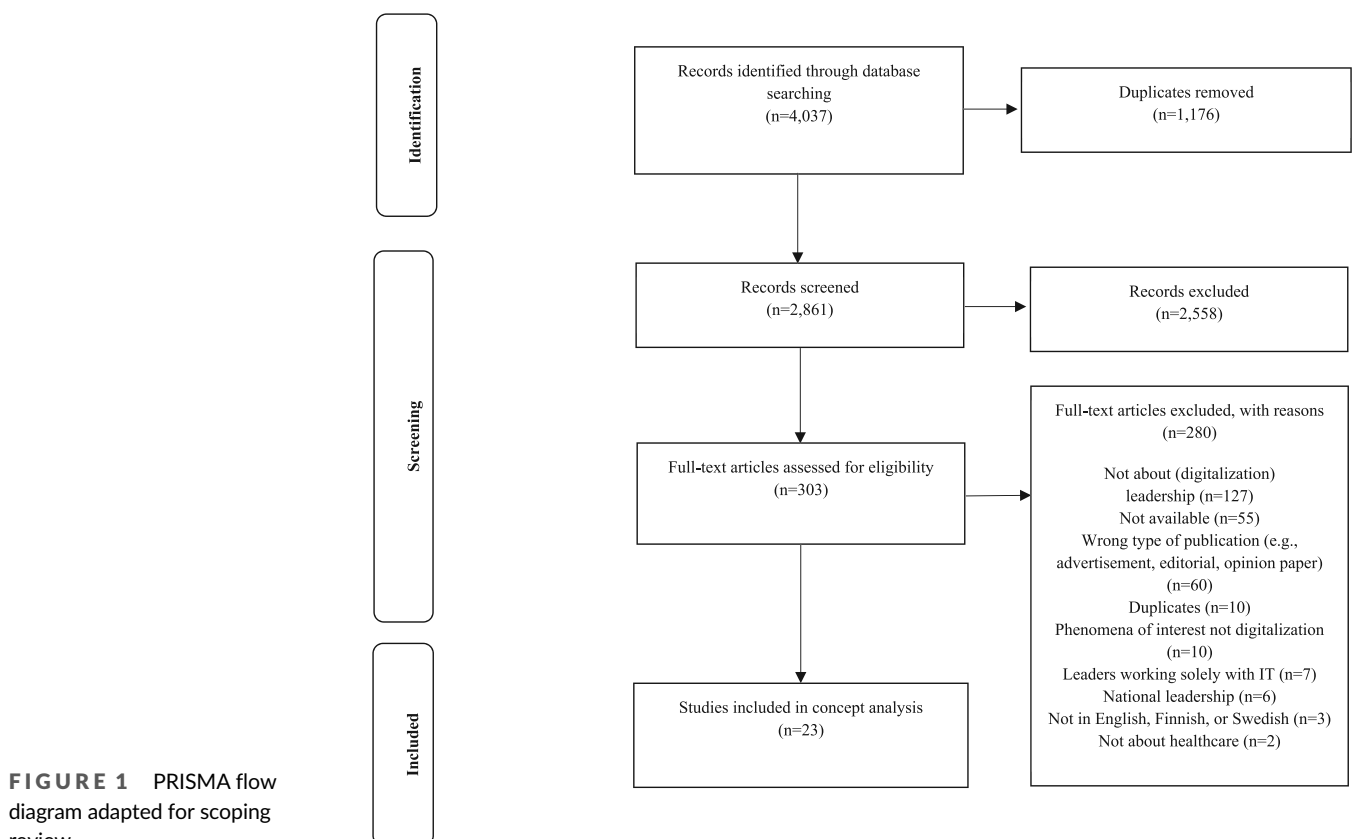 Identification
Records identified through database
searching
(n=4,037)
Duplicates removed
(n=1,176)
Screening
Records screened
(n=2,861)
Records excluded
(n=2,558)
Full-text articles assessed for eligibility
(n=303)
Full-text articles excluded, with reasons
(n=280)
Not about (digitalization)
leadership (n=127)
Not available (n=55)
Wrong type of publication (e.g.,
advertisement, editorial, opinion paper)
(n=60)
Duplicates (n=10)
Phenomena of interest not digitalization
(n=10)
Leaders working solely with IT (n=7)
National leadership (n=6)
Not in English, Finnish, or Swedish (n=3)
Not about healthcare (n=2)
Included
Studies included in concept analysis
(n=23)
FIGURE 1 PRISMA flow
diagram adapted for scoping
review